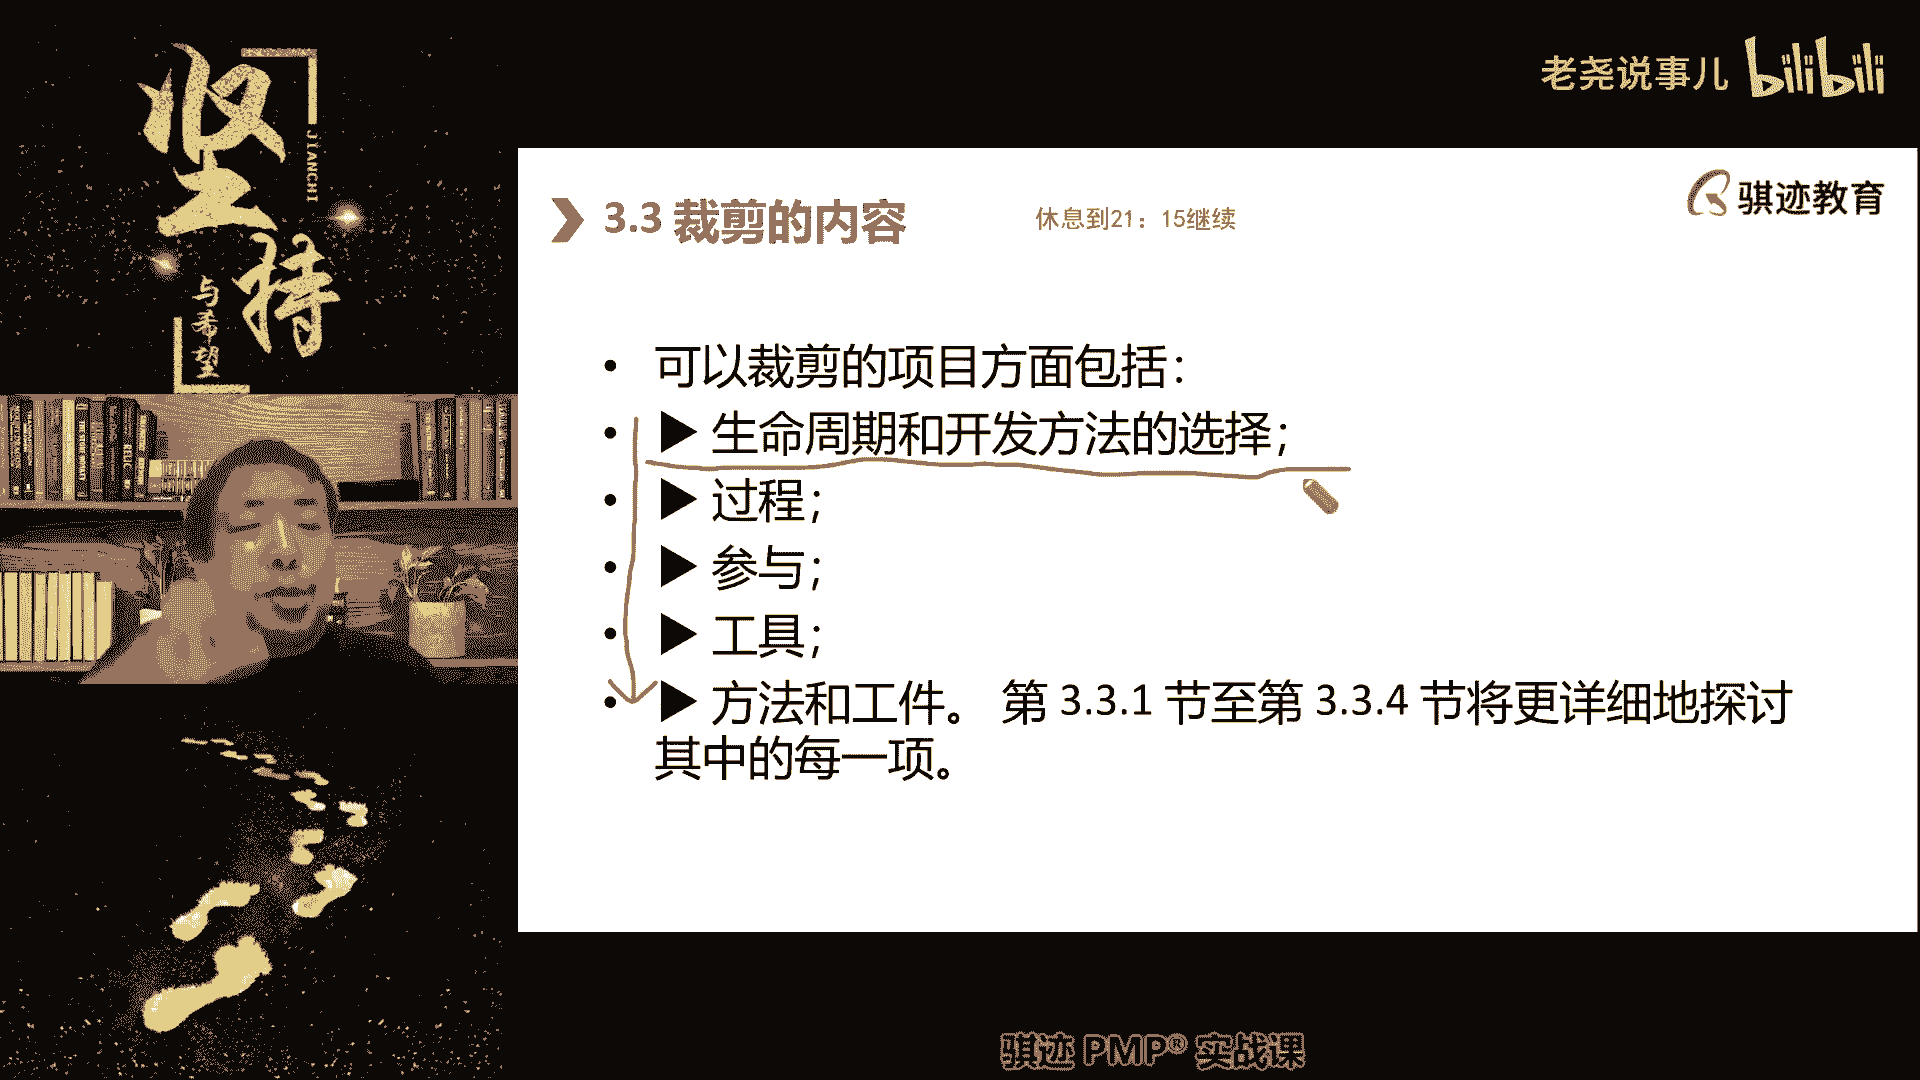 坚
持
JIANCHI
与希望
老尧说事儿 bilibili
骐迹教育
3.3 裁剪的内容
休息到21：15继续
• 可以裁剪的项目方面包括：
• ▶ 生命周期和开发方法的选择；
• ▶ 过程；
• ▶ 参与；
• ▶ 工具；
• ▶ 方法和工件。 第 3.3.1 节至第 3.3.4 节将更详细地探讨
其中的每一项。
骐迹 PMP® 实战课